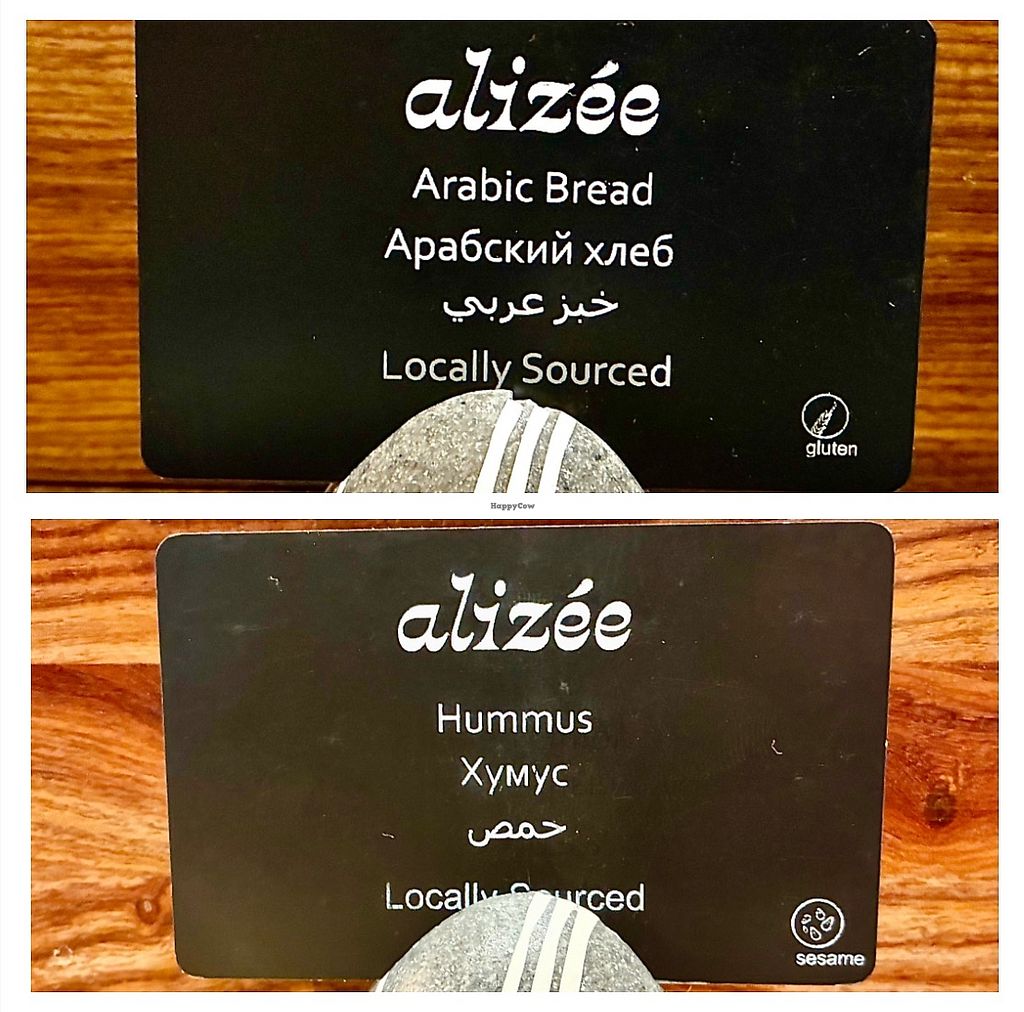 alizée
Arabic Bread
Арабский хлеб
خبز عربي
Locally Sourced
gluten
HappyCow
alizée
Hummus
Хумус
حمص
Locally Sourced
sesame